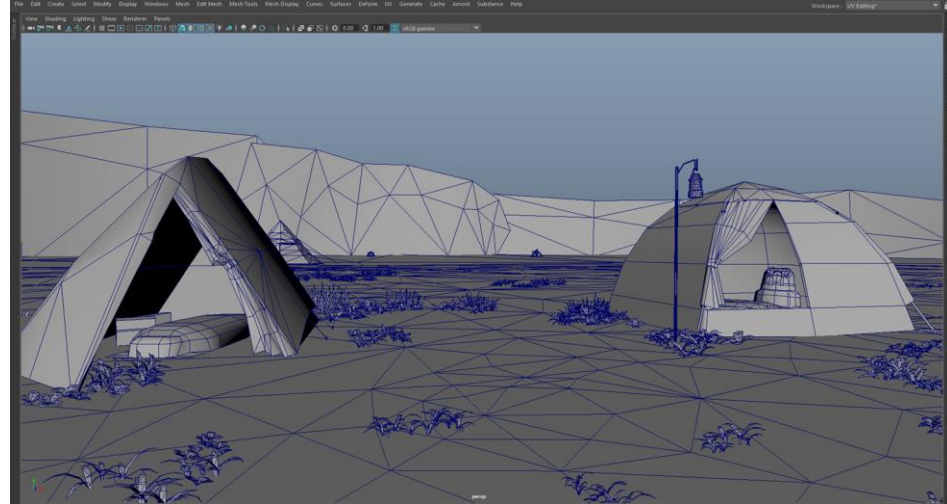 File Edit Create Select Modify Display Windows Mesh Edit Mesh Mesh Tools Mesh Display Curves Surfaces Deform UV Generate Cache Arnold Substance Help Workspace: UV Editing*
View Shading Lighting Show Renderer Panels
0.00 1.00 sRGB gamma
persp